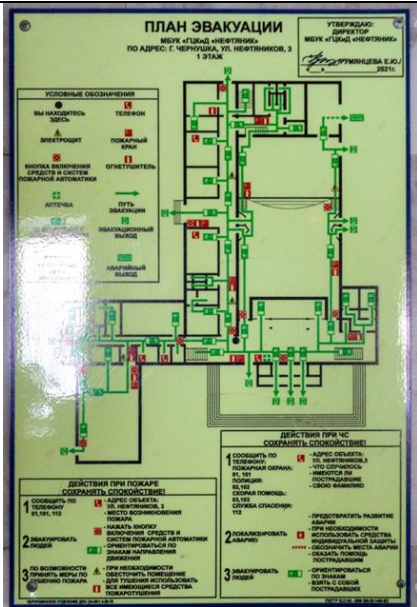 ПЛАН ЭВАКУАЦИИ
МБУК «ГЦКиД «НЕФТЯНИК»
ПО АДРЕСУ: Г. ЧЕРНУШКА, УЛ. НЕФТЯНИКОВ, 3
1 ЭТАЖ
УТВЕРЖДАЮ:
ДИРЕКТОР
МБУК «ГЦКиД «НЕФТЯНИК»
РУМЯНЦЕВА Е.Ю./
2021г.
УСЛОВНЫЕ ОБОЗНАЧЕНИЯ
ВЫ НАХОДИТЕСЬ
ЗДЕСЬ
ТЕЛЕФОН
ЭЛЕКТРОЩИТ
ПОЖАРНЫЙ
КРАН
КНОПКА ВКЛЮЧЕНИЯ
СРЕДСТВ И СИСТЕМ
ПОЖАРНОЙ АВТОМАТИКИ
ОГНЕТУШИТЕЛЬ
АПТЕЧКА
ПУТЬ
ЭВАКУАЦИИ
ЭВАКУАЦИОННЫЙ
ВЫХОД
АВАРИЙНЫЙ
ВЫХОД
ДЕЙСТВИЯ ПРИ ПОЖАРЕ
СОХРАНЯТЬ СПОКОЙСТВИЕ!
1 СООБЩИТЬ ПО
ТЕЛЕФОНУ:
01,101, 112
- АДРЕС ОБЪЕКТА:
УЛ. НЕФТЯНИКОВ, 3
- МЕСТО ВОЗНИКНОВЕНИЯ
ПОЖАРА
- НАЖАТЬ КНОПКУ
ВКЛЮЧЕНИЯ СРЕДСТВ И
СИСТЕМ ПОЖАРНОЙ АВТОМАТИКИ
2 ЭВАКУИРОВАТЬ
ЛЮДЕЙ
- ОРИЕНТИРОВАТЬСЯ ПО
ЗНАКАМ НАПРАВЛЕНИЯ
ДВИЖЕНИЯ
3 ПО ВОЗМОЖНОСТИ
ПРИНЯТЬ МЕРЫ ПО
ТУШЕНИЮ ПОЖАРА
- ПРИ НЕОБХОДИМОСТИ
ОБЕСТОЧИТЬ ПОМЕЩЕНИЕ
- ДЛЯ ТУШЕНИЯ ИСПОЛЬЗОВАТЬ
ВСЕ ИМЕЮЩИЕСЯ СРЕДСТВА
ПОЖАРОТУШЕНИЯ
ДЕЙСТВИЯ ПРИ ЧС
СОХРАНЯТЬ СПОКОЙСТВИЕ!
СООБЩИТЬ ПО
ТЕЛЕФОНУ:
ПОЖАРНАЯ ОХРАНА:
01, 101
ПОЛИЦИЯ:
02,102
СКОРАЯ ПОМОЩЬ:
03,103
СЛУЖБА СПАСЕНИЯ:
112
- АДРЕС ОБЪЕКТА:
УЛ. НЕФТЯНИКОВ,3
- ЧТО СЛУЧИЛОСЬ
- ИМЕЮТСЯ ЛИ
ПОСТРАДАВШИЕ
- СВОЮ ФАМИЛИЮ
2 ЛОКАЛИЗОВАТЬ
АВАРИЮ
- ПРЕДОТВРАТИТЬ РАЗВИТИЕ
АВАРИИ
- ПРИ НЕОБХОДИМОСТИ
ИСПОЛЬЗОВАТЬ СРЕДСТВА
ИНДИВИДУАЛЬНОЙ ЗАЩИТЫ
- ОБОЗНАЧИТЬ МЕСТА АВАРИИ
- ОКАЗАТЬ ПОМОЩЬ
ПОСТРАДАВШИМ
3 ЭВАКУИРОВАТЬ
ЛЮДЕЙ
- ОРИЕНТИРОВАТЬСЯ
ПО ЗНАКАМ
- ВЗЯТЬ С СОБОЙ
ПОСТРАДАВШИХ